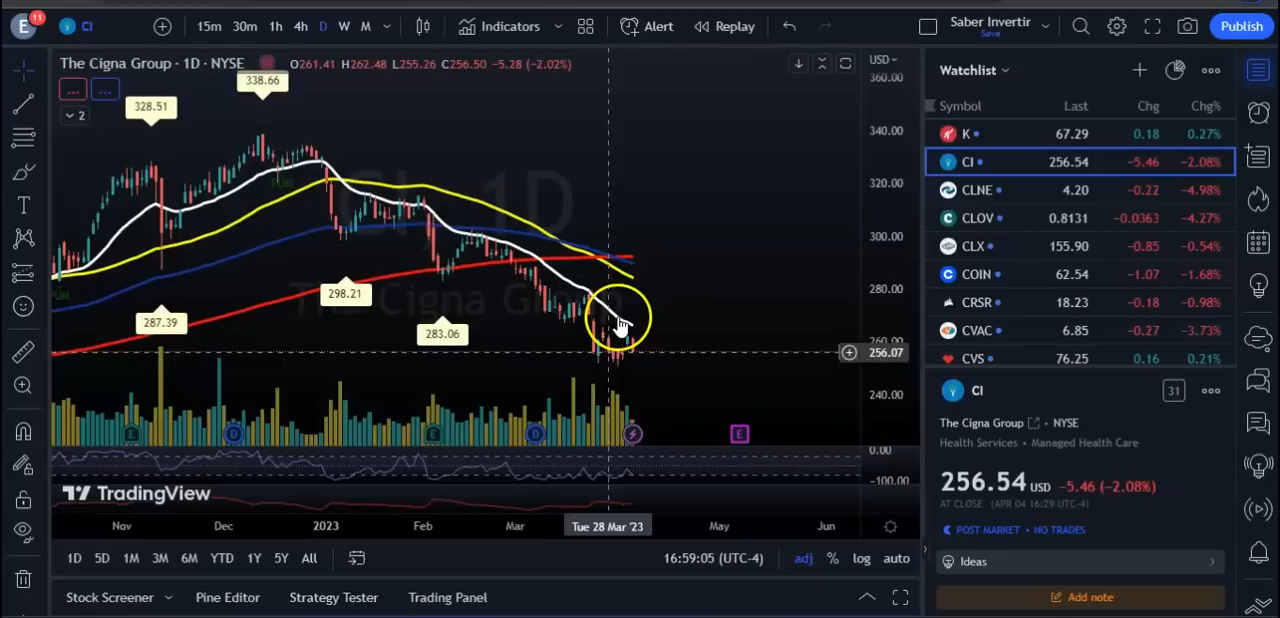 E 11 CI 15m 30m 1h 4h D W M Indicators Alert Replay Saber Invertir Save Publish
The Cigna Group · 1D · NYSE O261.41 H262.48 L255.26 C256.50 −5.28 (−2.02%) USD
... ...
2
328.51
338.66
298.21
287.39
283.06
CI, 1D
The Cigna Group
360.00
340.00
320.00
300.00
280.00
260.00
256.07
240.00
0.00
−100.00
E D E D E
TradingView
Nov Dec 2023 Feb Mar Tue 28 Mar '23 May Jun
1D 5D 1M 3M 6M YTD 1Y 5Y All 16:59:05 (UTC-4) adj % log auto
Stock Screener Pine Editor Strategy Tester Trading Panel
Watchlist
Symbol Last Chg Chg%
K 67.29 0.18 0.27%
CI 256.54 −5.46 −2.08%
CLNE 4.20 −0.22 −4.98%
CLOV 0.8131 −0.0363 −4.27%
CLX 155.90 −0.85 −0.54%
COIN 62.54 −1.07 −1.68%
CRSR 18.23 −0.18 −0.98%
CVAC 6.85 −0.27 −3.73%
CVS 76.25 0.16 0.21%
CI 31
The Cigna Group · NYSE
Health Services • Managed Health Care
256.54 USD −5.46 (−2.08%)
AT CLOSE (APR 04 16:29 UTC-4)
POST MARKET • NO TRADES
Ideas
Add note